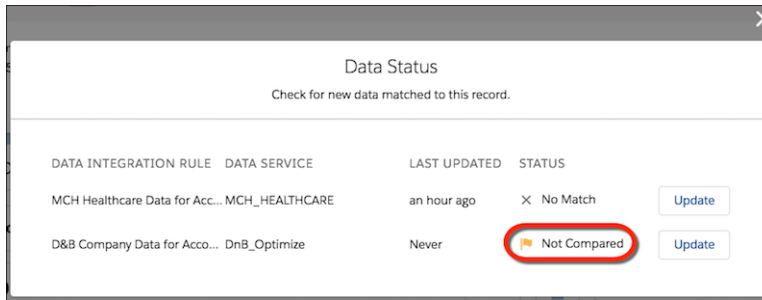 Data Status
Check for new data matched to this record.
DATA INTEGRATION RULE DATA SERVICE LAST UPDATED STATUS
MCH Healthcare Data for Acc... MCH_HEALTHCARE an hour ago No Match Update
D&B Company Data for Acco... DnB_Optimize Never Not Compared Update